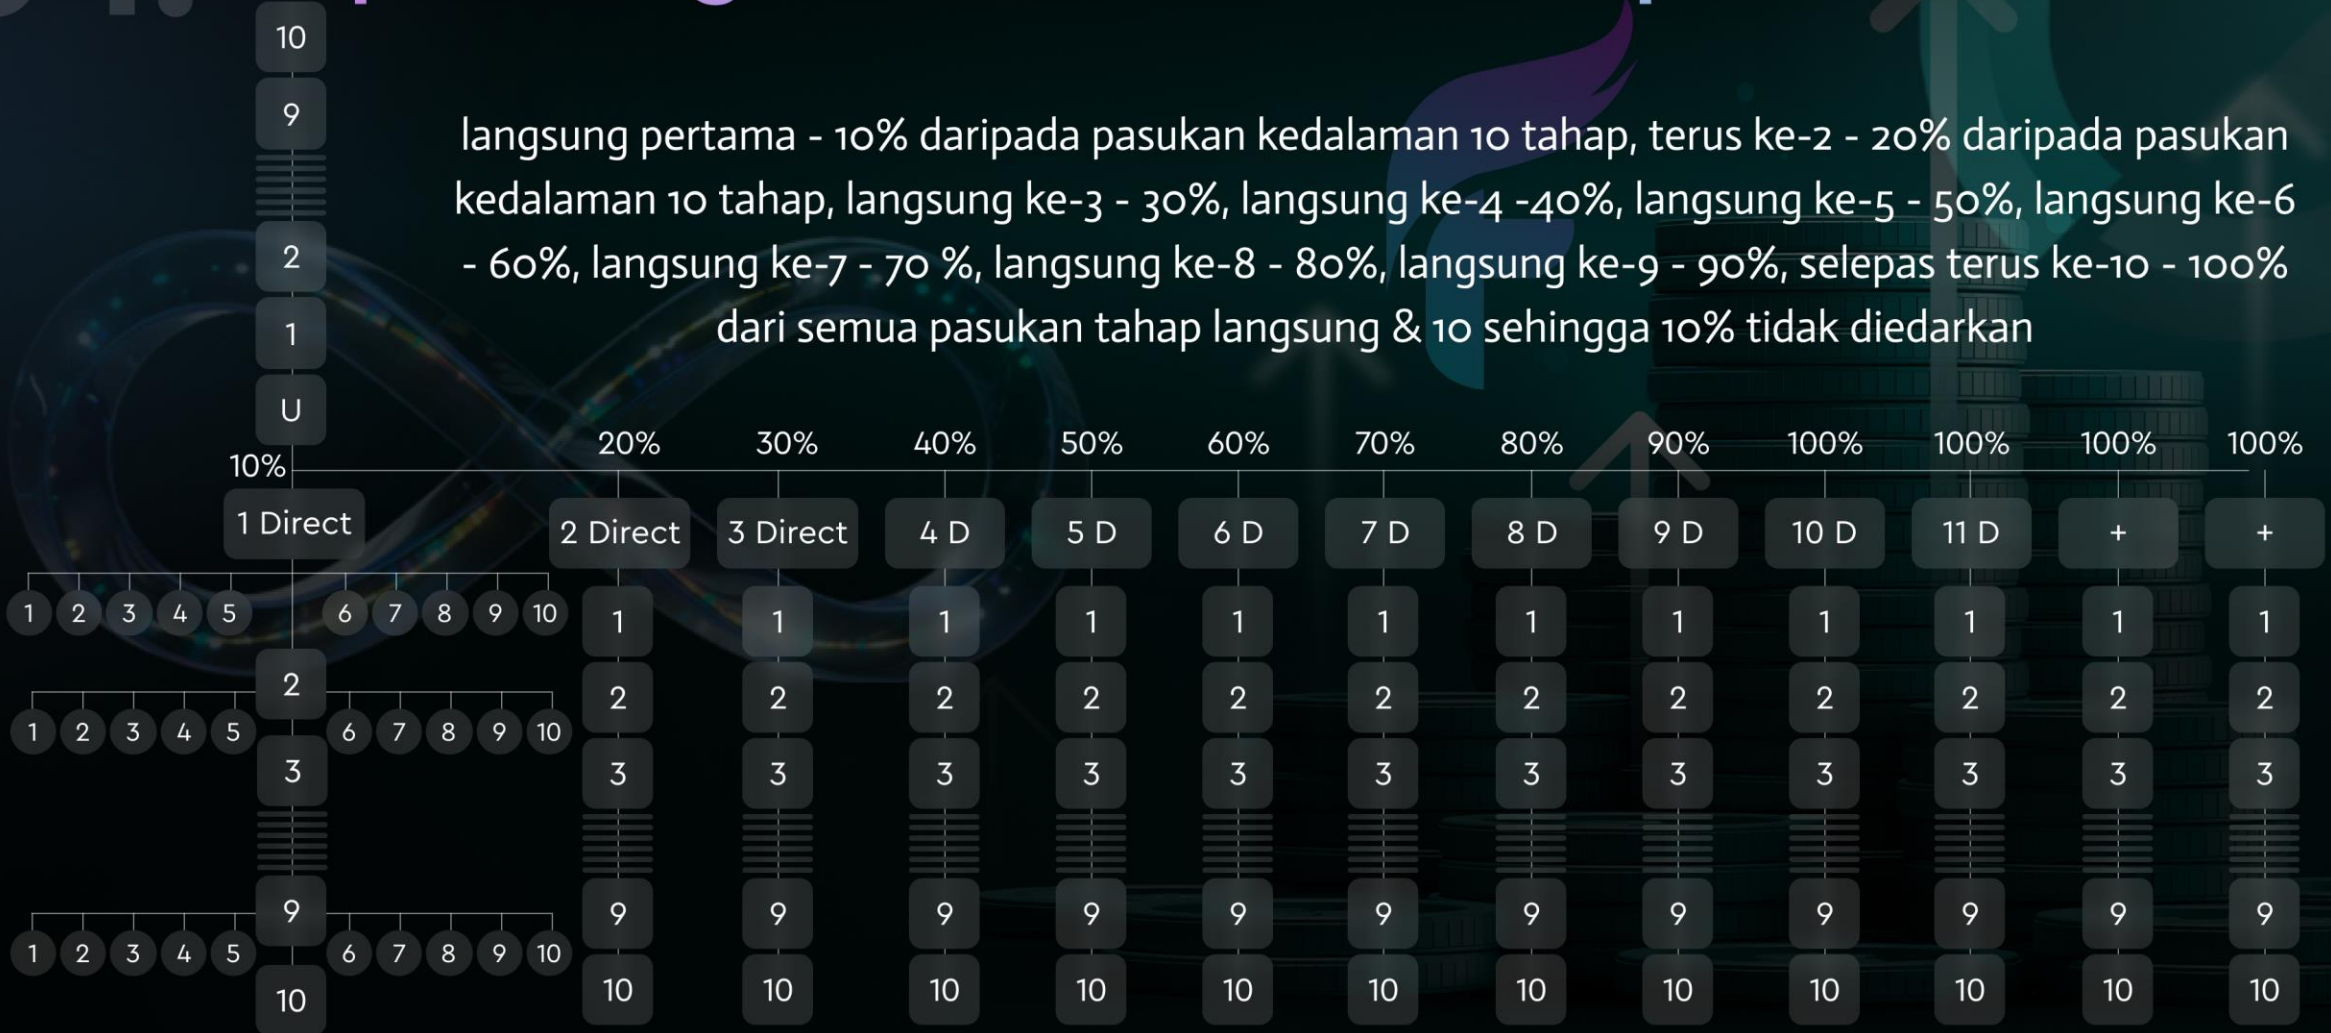 10
9
langsung pertama - 10% daripada pasukan kedalaman 10 tahap, terus ke-2 - 20% daripada pasukan
kedalaman 10 tahap, langsung ke-3 - 30%, langsung ke-4 -40%, langsung ke-5 - 50%, langsung ke-6
- 60%, langsung ke-7 - 70 %, langsung ke-8 - 80%, langsung ke-9 - 90%, selepas terus ke-10 - 100%
dari semua pasukan tahap langsung & 10 sehingga 10% tidak diedarkan
2
1
U
10% 20% 30% 40% 50% 60% 70% 80% 90% 100% 100% 100% 100%
1 Direct 2 Direct 3 Direct 4 D 5 D 6 D 7 D 8 D 9 D 10 D 11 D + +
1 2 3 4 5 6 7 8 9 10 1 1 1 1 1 1 1 1 1 1 1 1
2 2 2 2 2 2 2 2 2 2 2 2 2
1 2 3 4 5 6 7 8 9 10
3 3 3 3 3 3 3 3 3 3 3 3 3
9 9 9 9 9 9 9 9 9 9 9 9 9
1 2 3 4 5 6 7 8 9 10
10 10 10 10 10 10 10 10 10 10 10 10 10